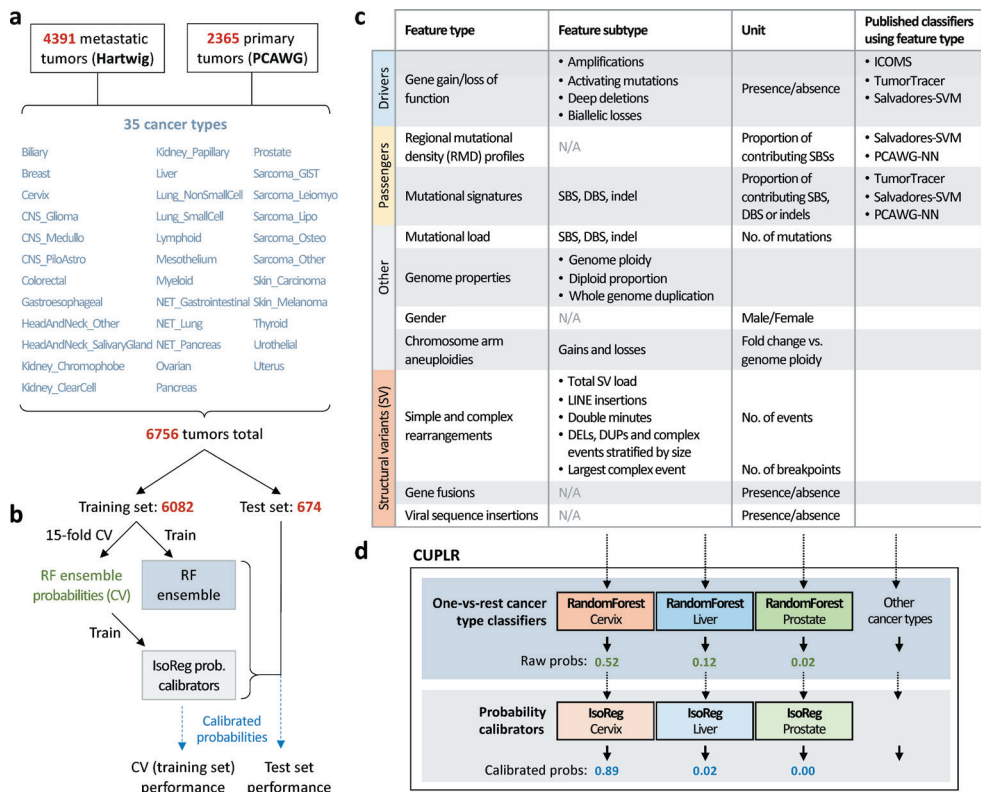 a
4391 metastatic
tumors (Hartwig)
2365 primary
tumors (PCAWG)
35 cancer types
Biliary
Breast
Cervix
CNS_Glioma
CNS_Medullo
CNS_PiloAstro
Colorectal
Gastroesophageal
HeadAndNeck_Other
HeadAndNeck_SalivaryGland
Kidney_Chromophobe
Kidney_ClearCell
Kidney_Papillary
Liver
Lung_NonSmallCell
Lung_SmallCell
Lymphoid
Mesothelium
Myeloid
NET_Gastrointestinal
NET_Lung
NET_Pancreas
Ovarian
Pancreas
Prostate
Sarcoma_GIST
Sarcoma_Leiomyo
Sarcoma_Lipo
Sarcoma_Osteo
Sarcoma_Other
Skin_Carcinoma
Skin_Melanoma
Thyroid
Urothelial
Uterus
6756 tumors total
b
Training set: 6082
Test set: 674
15-fold CV
Train
RF ensemble
probabilities (CV)
RF
ensemble
Train
IsoReg prob.
calibrators
Calibrated
probabilities
CV (training set)
performance
Test set
performance
c
Feature type
Feature subtype
Unit
Published classifiers
using feature type
Drivers
Gene gain/loss of
function
• Amplifications
• Activating mutations
• Deep deletions
• Biallelic losses
Presence/absence
• ICOMS
• TumorTracer
• Salvadores-SVM
Passengers
Regional mutational
density (RMD) profiles
N/A
Proportion of
contributing SBSs
• Salvadores-SVM
• PCAWG-NN
Mutational signatures
SBS, DBS, indel
Proportion of
contributing SBS,
DBS or indels
• TumorTracer
• Salvadores-SVM
• PCAWG-NN
Other
Mutational load
SBS, DBS, indel
No. of mutations
Genome properties
• Genome ploidy
• Diploid proportion
• Whole genome duplication
Gender
N/A
Male/Female
Chromosome arm
aneuploidies
Gains and losses
Fold change vs.
genome ploidy
Structural variants (SV)
Simple and complex
rearrangements
• Total SV load
• LINE insertions
• Double minutes
• DELs, DUPs and complex
events stratified by size
• Largest complex event
No. of events
No. of breakpoints
Gene fusions
N/A
Presence/absence
Viral sequence insertions
N/A
Presence/absence
d
CUPLR
One-vs-rest cancer
type classifiers
RandomForest
Cervix
RandomForest
Liver
RandomForest
Prostate
Other
cancer types
Raw probs: 0.52 0.12 0.02
Probability
calibrators
IsoReg
Cervix
IsoReg
Liver
IsoReg
Prostate
Calibrated probs: 0.89 0.02 0.00